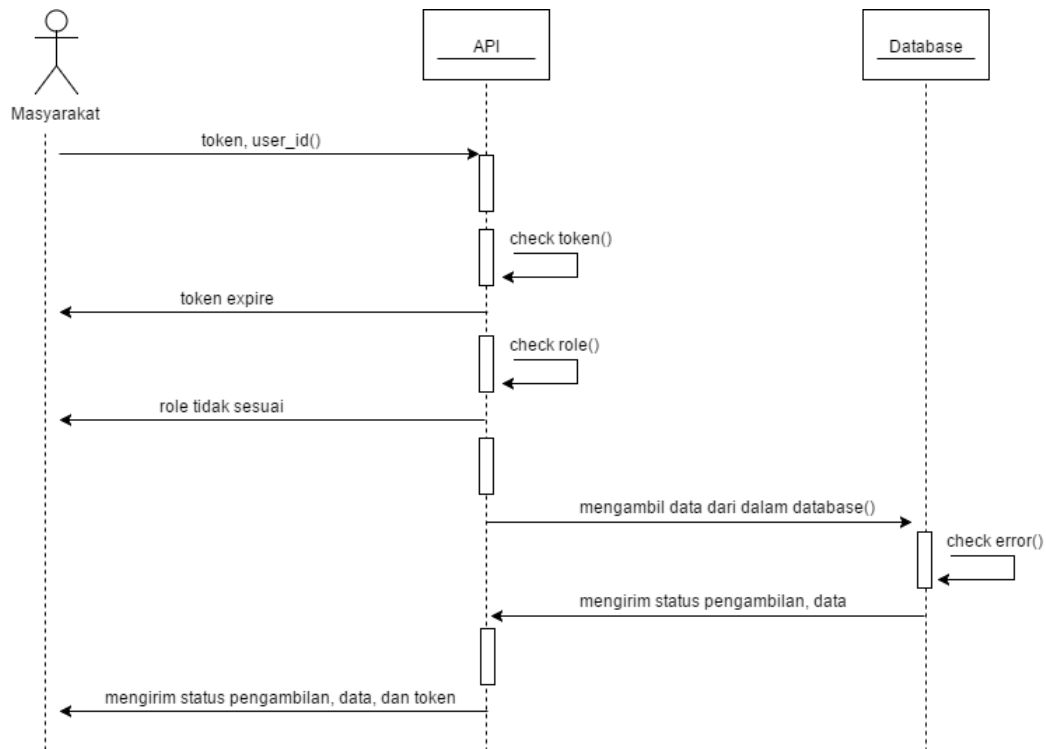 API
Database
Masyarakat
token, user_id()
check token()
token expire
check role()
role tidak sesuai
mengambil data dari dalam database()
check error()
mengirim status pengambilan, data
mengirim status pengambilan, data, dan token